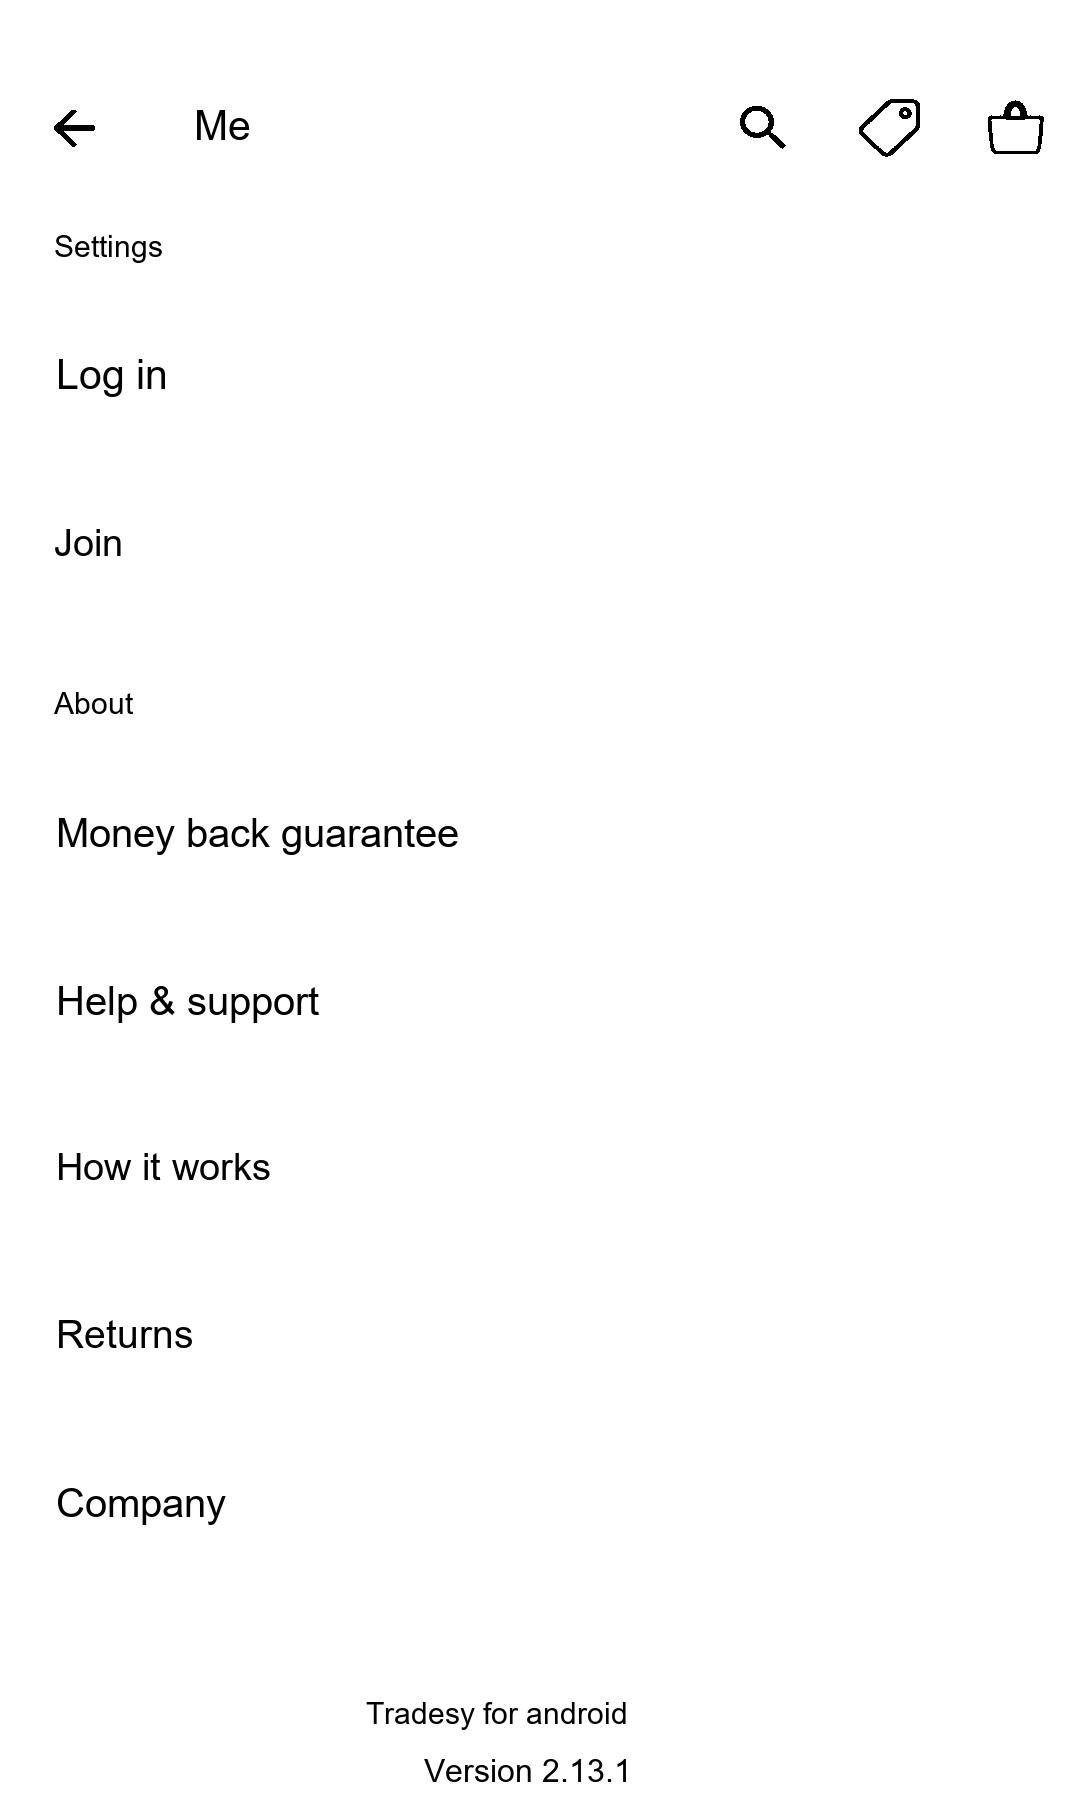 Me
Settings
Log in
Join
About
Money back guarantee
Help & support
How it works
Returns
Company
Tradesy for android
Version 2.13.1